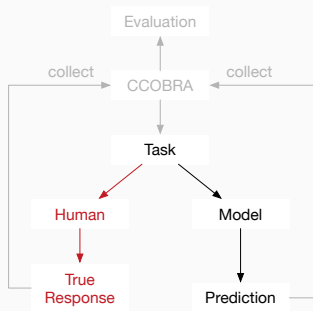 Evaluation
collect
collect
CCOBRA
Task
Human
Model
True
Response
Prediction